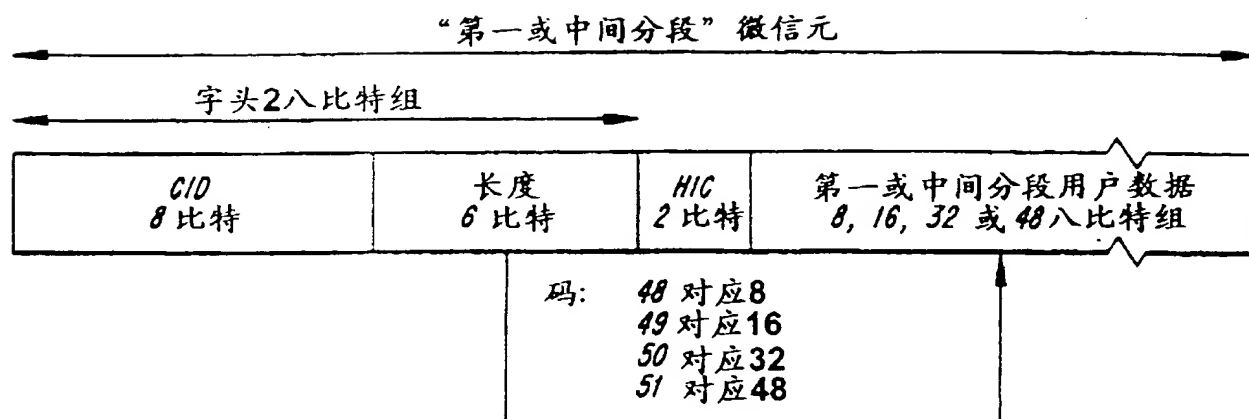 “第一或中间分段”微信元
字头2八比特组
CID
8 比特
长度
6 比特
HIC
2 比特
第一或中间分段用户数据
8, 16, 32 或 48八比特组
码: 48 对应8
49 对应16
50 对应32
51 对应48